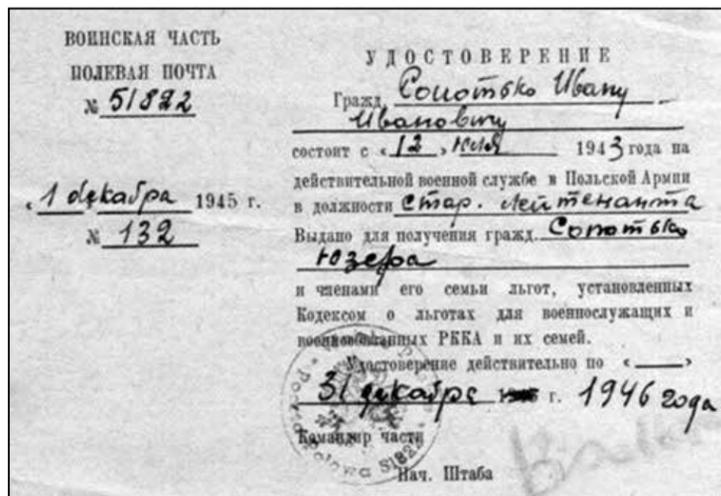 ВОИНСКАЯ ЧАСТЬ
ПОЛЕВАЯ ПОЧТА
№ 51822
«1 декабря 1945 г.
№ 132
УДОСТОВЕРЕНИЕ
Гражд. Сопотько Ивану
Ивановичу
состоит с «12» июля 1943 года на
действительной военной службе в Польской Армии
в должности Стар. лейтенанта
Выдано для получения гражд. Сопотько
Юзефа
и членами его семьи льгот, установленных
Кодексом о льготах для военнослужащих и
военнообязанных РККА и их семей.
Удостоверение действительно по « »
31 декабря 1945 г. 1946 года
Командир части
Нач. Штаба